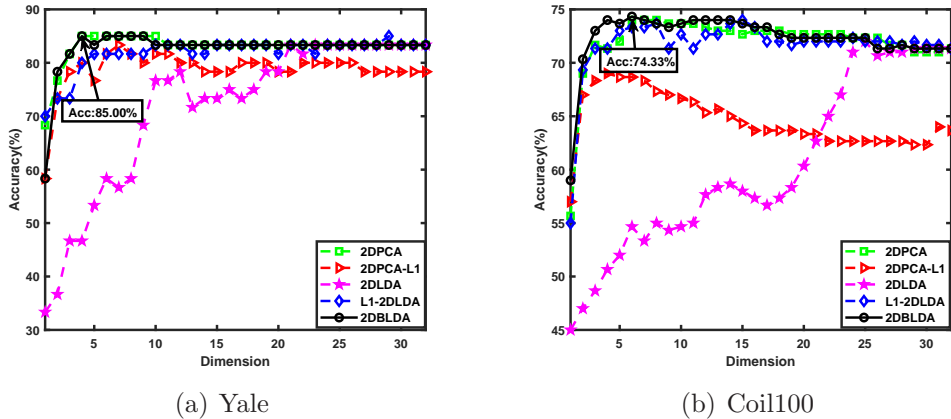 90
80
70
60
50
40
30
Accuracy(%)
5 10 15 20 25 30
Dimension
Acc:85.00%
2DPCA
2DPCA-L1
2DLDA
L1-2DLDA
2DBLDA
(a) Yale
75
70
65
60
55
50
45
Accuracy(%)
5 10 15 20 25 30
Dimension
Acc:74.33%
2DPCA
2DPCA-L1
2DLDA
L1-2DLDA
2DBLDA
(b) Coil100